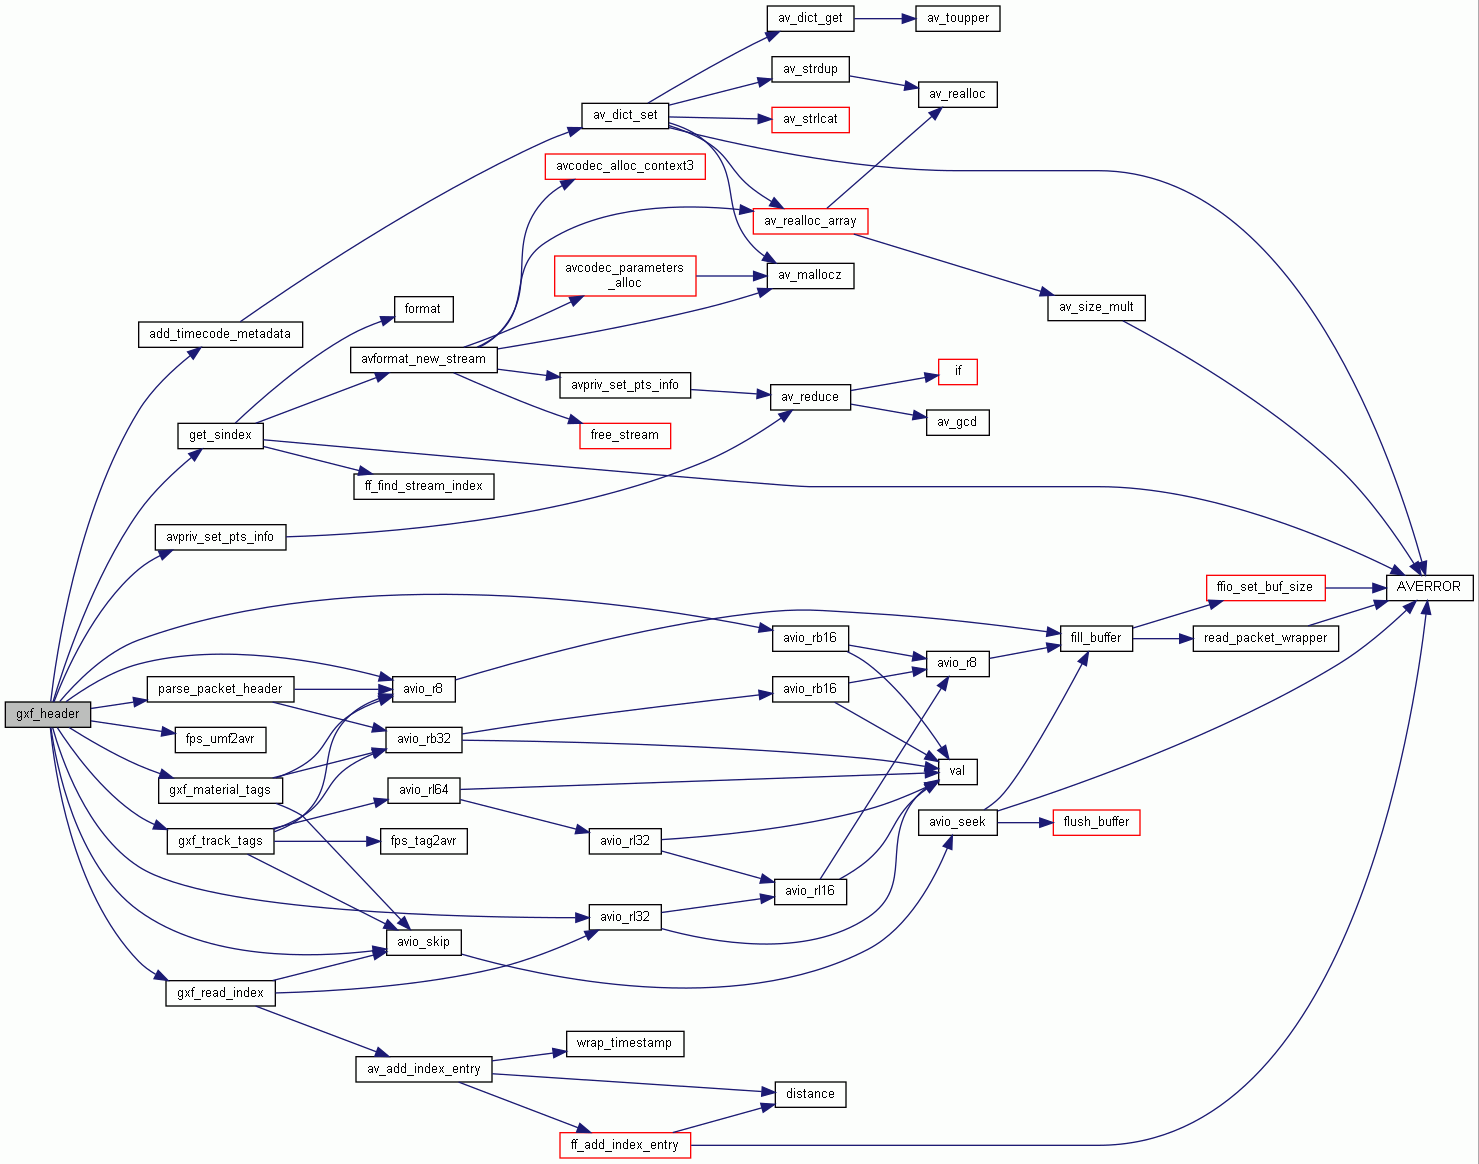 av_dict_get
av_toupper
av_strdup
av_realloc
av_dict_set
av_strlcat
avcodec_alloc_context3
av_realloc_array
avcodec_parameters
_alloc
av_mallocz
format
av_size_mult
add_timecode_metadata
avformat_new_stream
if
avpriv_set_pts_info
av_reduce
av_gcd
get_sindex
free_stream
ff_find_stream_index
avpriv_set_pts_info
ffio_set_buf_size
AVERROR
avio_rb16
fill_buffer
read_packet_wrapper
avio_r8
parse_packet_header
avio_r8
avio_rb16
gxf_header
fps_umf2avr
avio_rb32
val
gxf_material_tags
avio_rl64
avio_seek
flush_buffer
gxf_track_tags
fps_tag2avr
avio_rl32
avio_rl16
avio_rl32
avio_skip
gxf_read_index
wrap_timestamp
av_add_index_entry
distance
ff_add_index_entry